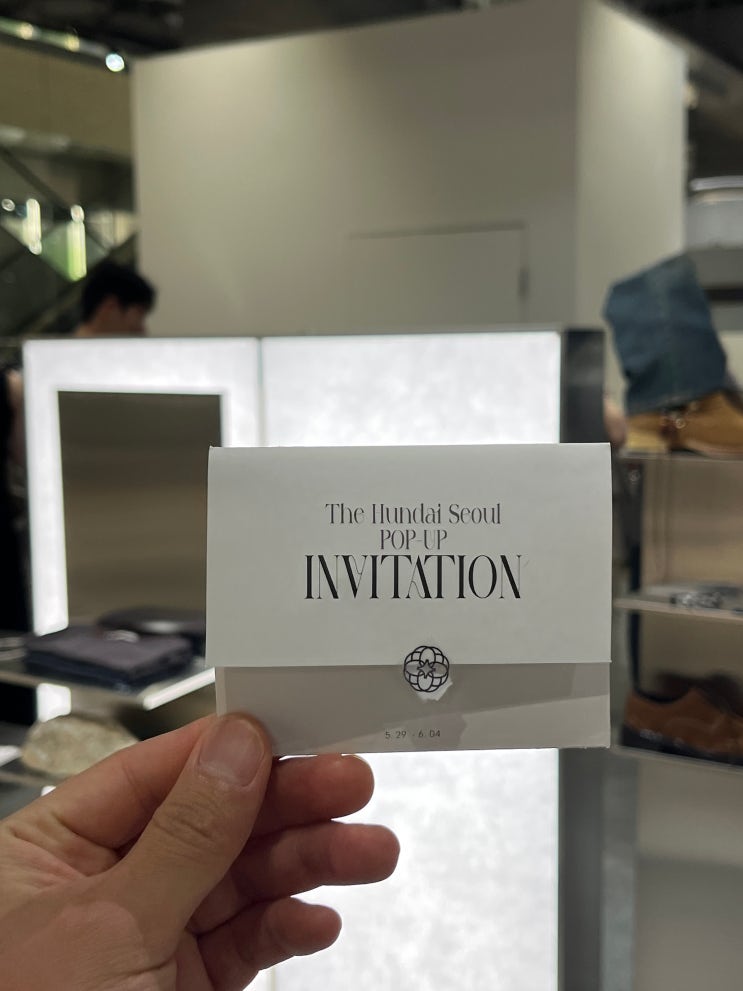 The Hundai Seoul
POP-UP
INVITATION
5.29 - 6.04